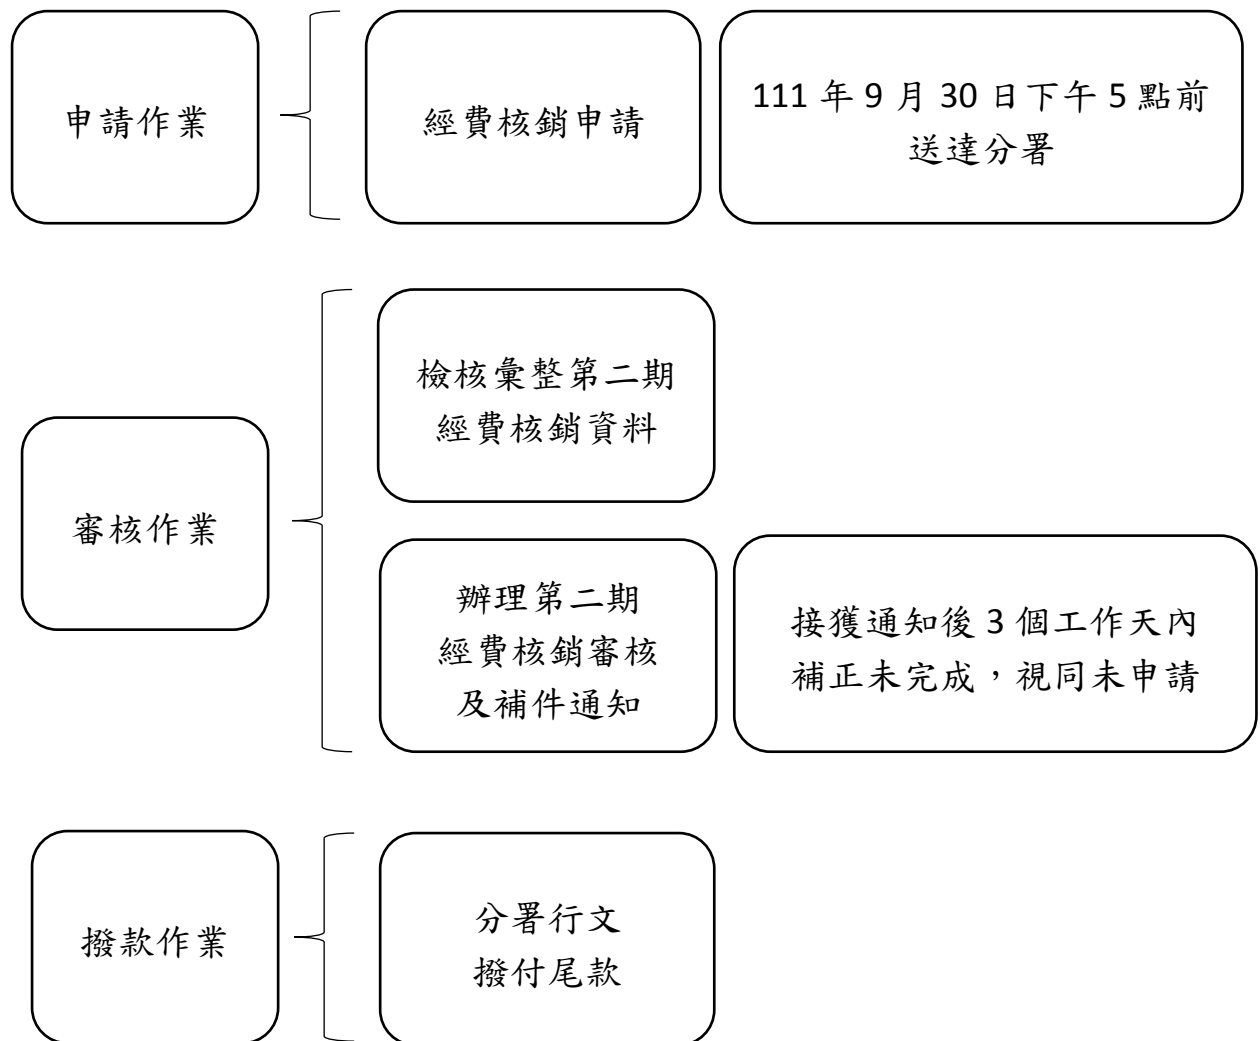 申請作業
經費核銷申請
111 年 9 月 30 日下午 5 點前
送達分署
審核作業
檢核彙整第二期
經費核銷資料
辦理第二期
經費核銷審核
及補件通知
接獲通知後 3 個工作天內
補正未完成，視同未申請
撥款作業
分署行文
撥付尾款